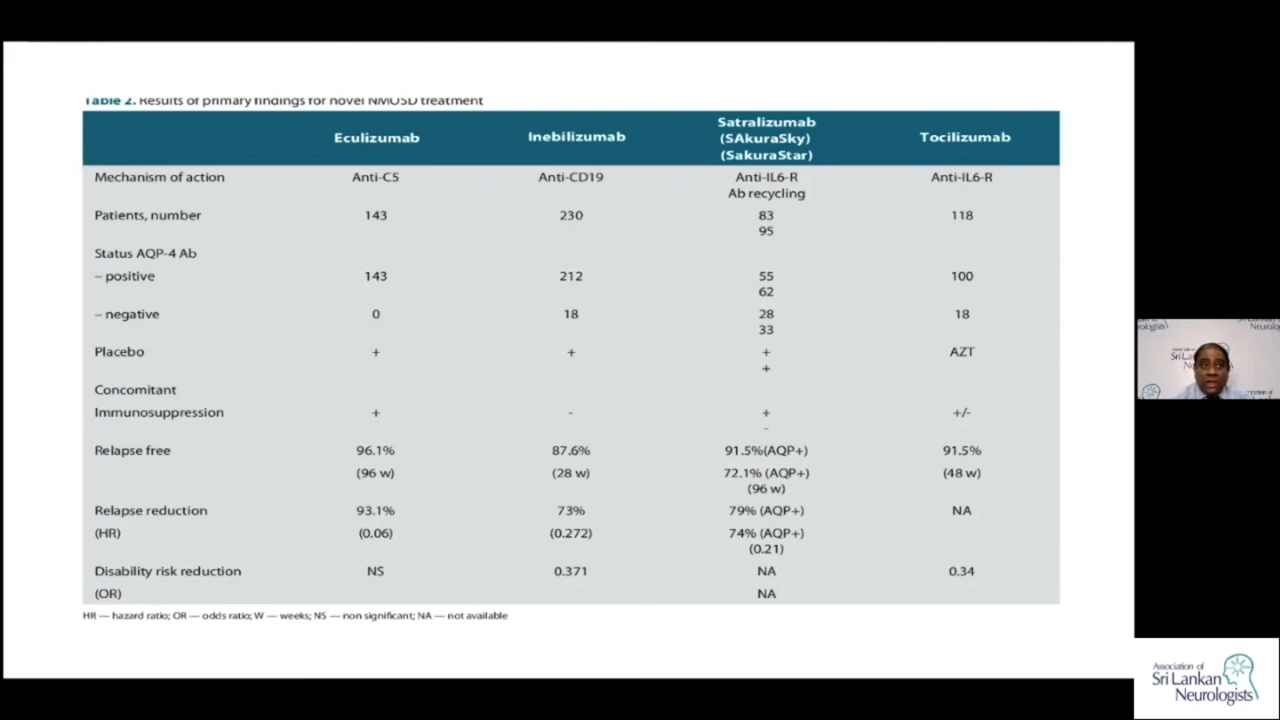 Table 2. Results of primary findings for novel NMOSD treatment
Eculizumab Inebilizumab Satralizumab (SAkuraSky) (SakuraStar) Tocilizumab
Mechanism of action Anti-C5 Anti-CD19 Anti-IL6-R Anti-IL6-R
Ab recycling
Patients, number 143 230 83 118
95
Status AQP-4 Ab
– positive 143 212 55 100
62
– negative 0 18 28 18
33
Placebo + + + AZT
+
Concomitant
Immunosuppression + - + +/-
-
Relapse free 96.1% 87.6% 91.5%(AQP+) 91.5%
(96 w) (28 w) 72.1% (AQP+) (48 w)
(96 w)
Relapse reduction 93.1% 73% 79% (AQP+) NA
(HR) (0.06) (0.272) 74% (AQP+)
(0.21)
Disability risk reduction NS 0.371 NA 0.34
(OR) NA
HR — hazard ratio; OR — odds ratio; W — weeks; NS — non significant; NA — not available
Association of
Sri Lankan
Neurologists